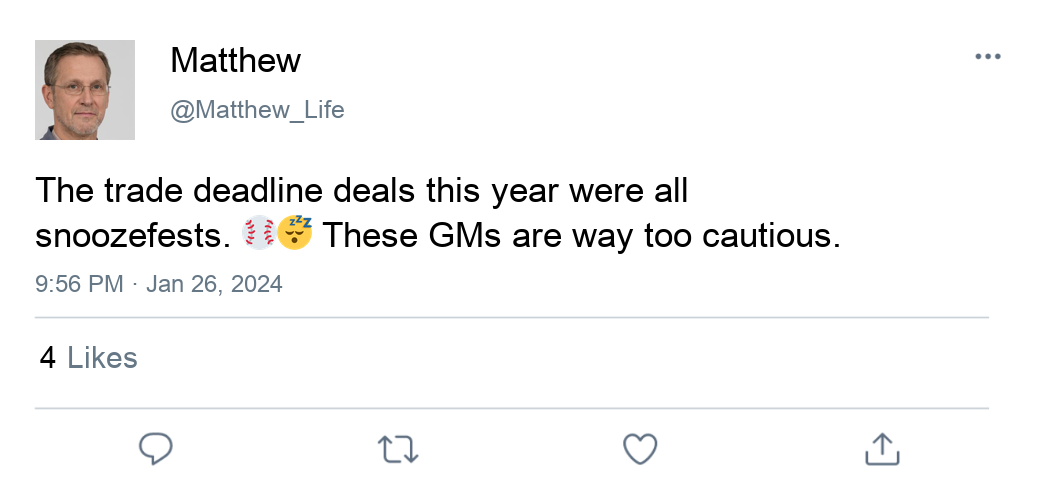 Matthew
@Matthew_Life
The trade deadline deals this year were all
snoozefests. ⚾😴 These GMs are way too cautious.
9:56 PM · Jan 26, 2024
4 Likes